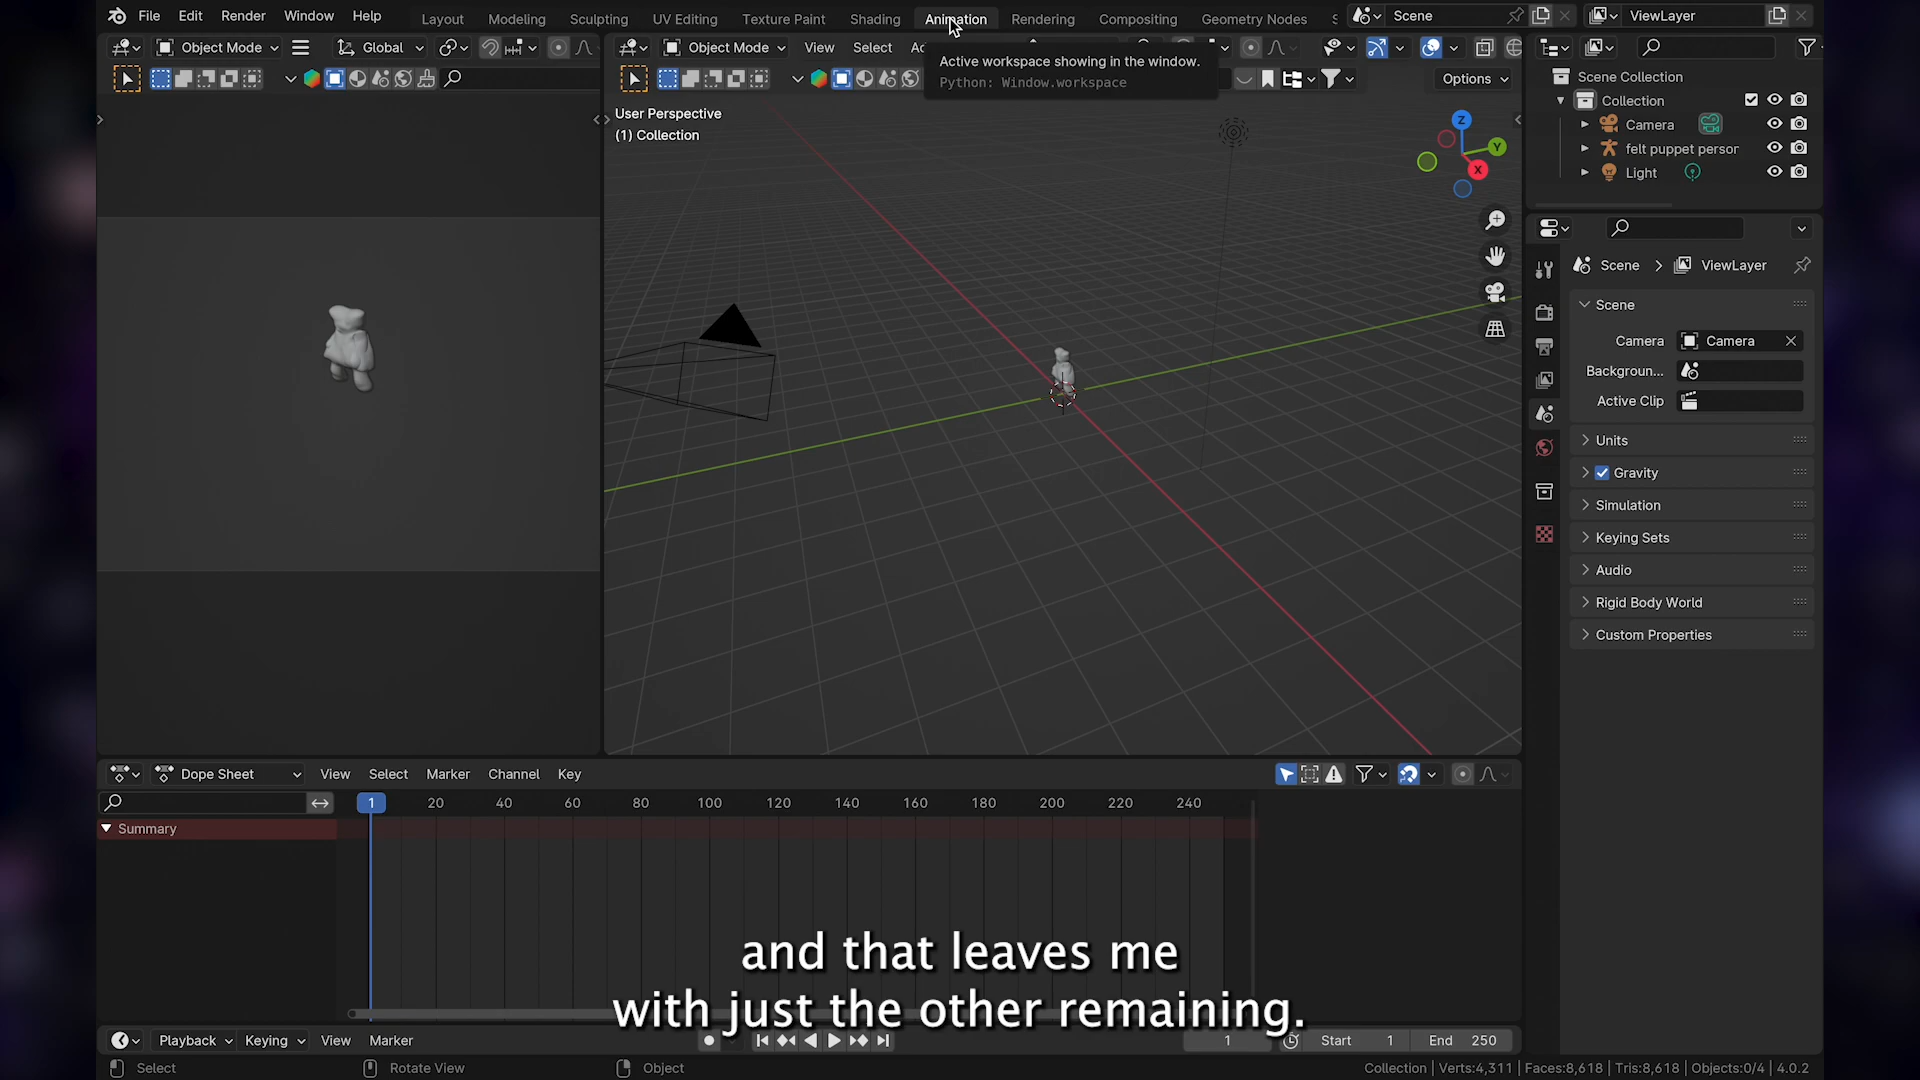 File Edit Render Window Help Layout Modeling Sculpting UV Editing Texture Paint Shading Animation Rendering Compositing Geometry Nodes Scene ViewLayer
Object Mode Global Object Mode View Select
Active workspace showing in the window.
Python: Window.workspace
Options
User Perspective
(1) Collection
Z
Y
X
Scene Collection
Collection
Camera
felt puppet person
Light
Scene > ViewLayer
Scene
Camera Camera
Backgroun...
Active Clip
Units
Gravity
Simulation
Keying Sets
Audio
Rigid Body World
Custom Properties
Dope Sheet View Select Marker Channel Key
1 20 40 60 80 100 120 140 160 180 200 220 240
Summary
and that leaves me
with just the other remaining.
Playback Keying View Marker 1 Start 1 End 250
Select Rotate View Object Collection | Verts:4,311 | Faces:8,618 | Tris:8,618 | Objects:0/4 | 4.0.2